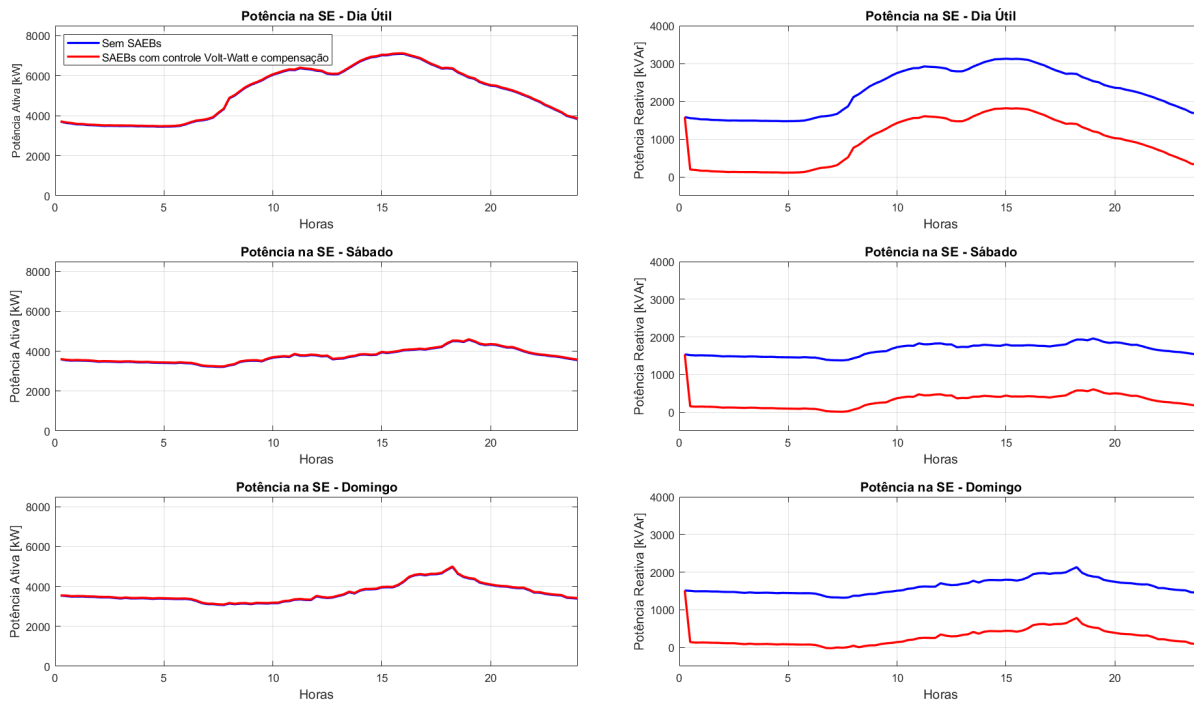 Potência na SE - Dia Útil
Potência Ativa [kW]
8000
6000
4000
2000
0
Sem SAEBs
SAEBs com controle Volt-Watt e compensação
0 5 10 15 20
Horas
Potência na SE - Dia Útil
Potência Reativa [kVAr]
4000
3000
2000
1000
0
0 5 10 15 20
Horas
Potência na SE - Sábado
Potência Ativa [kW]
8000
6000
4000
2000
0
0 5 10 15 20
Horas
Potência na SE - Sábado
Potência Reativa [kVAr]
4000
3000
2000
1000
0
0 5 10 15 20
Horas
Potência na SE - Domingo
Potência Ativa [kW]
8000
6000
4000
2000
0
0 5 10 15 20
Horas
Potência na SE - Domingo
Potência Reativa [kVAr]
4000
3000
2000
1000
0
0 5 10 15 20
Horas